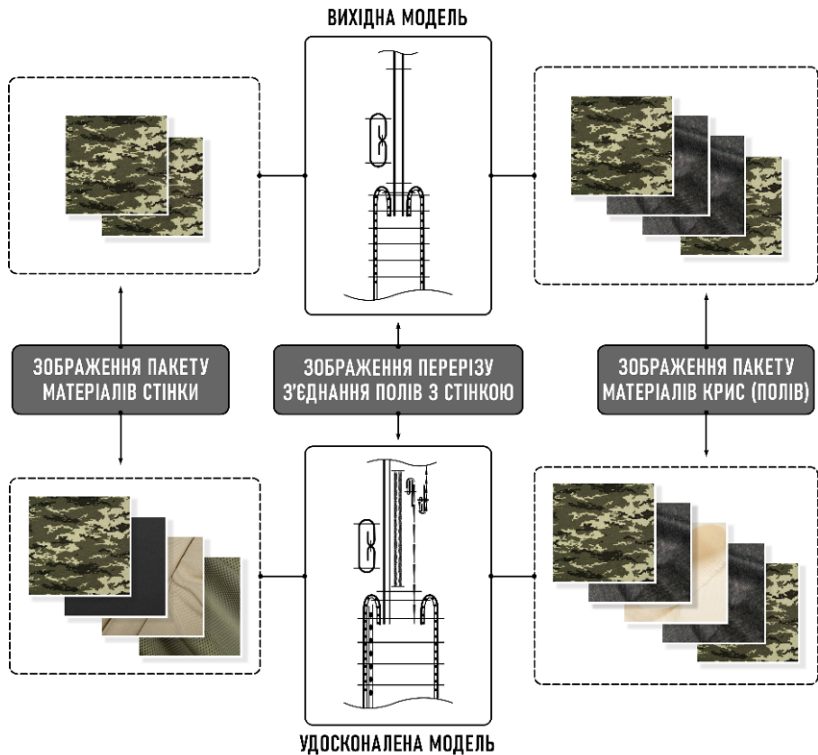 ВИХІДНА МОДЕЛЬ
ЗОБРАЖЕННЯ ПАКЕТУ
МАТЕРІАЛІВ СТІНКИ
ЗОБРАЖЕННЯ ПЕРЕРІЗУ
З'ЄДНАННЯ ПОЛІВ З СТІНКОЮ
ЗОБРАЖЕННЯ ПАКЕТУ
МАТЕРІАЛІВ КРИС (ПОЛІВ)
УДОСКОНАЛЕНА МОДЕЛЬ